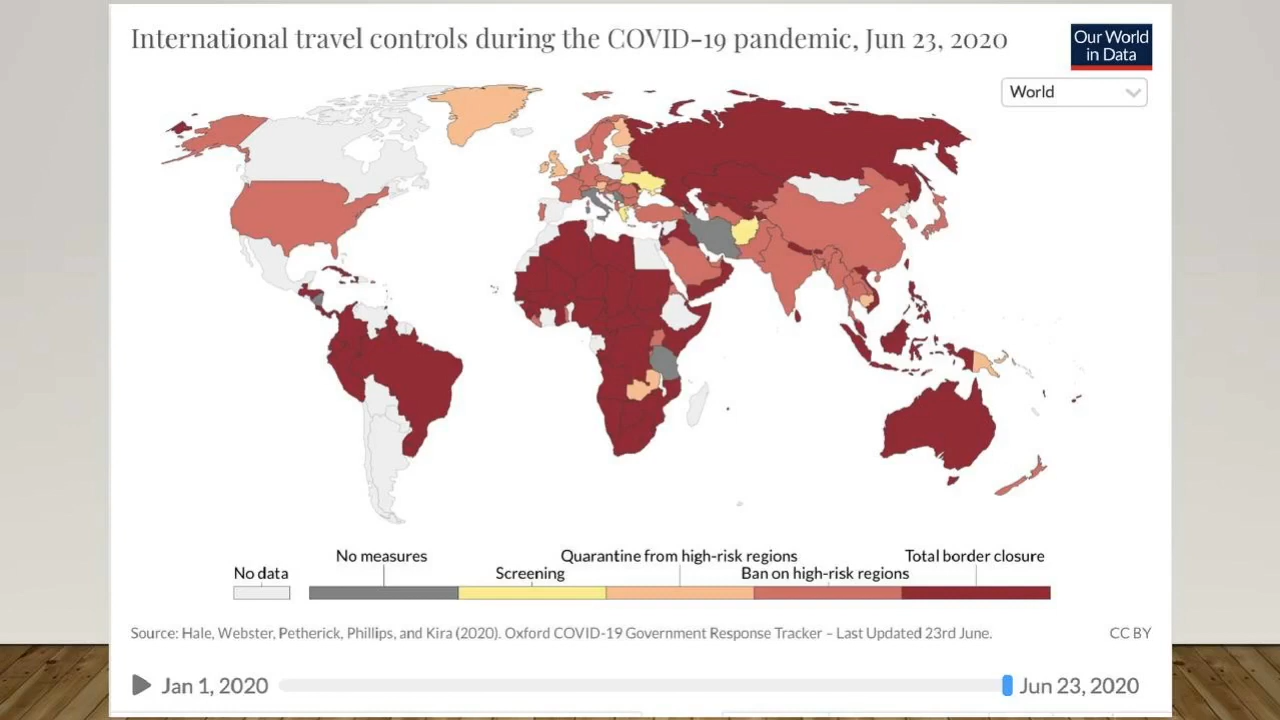 International travel controls during the COVID-19 pandemic, Jun 23, 2020
Our World
in Data
World
No measures
Quarantine from high-risk regions
Total border closure
No data
Screening
Ban on high-risk regions
Source: Hale, Webster, Petherick, Phillips, and Kira (2020). Oxford COVID-19 Government Response Tracker – Last Updated 23rd June.
CC BY
Jan 1, 2020
Jun 23, 2020